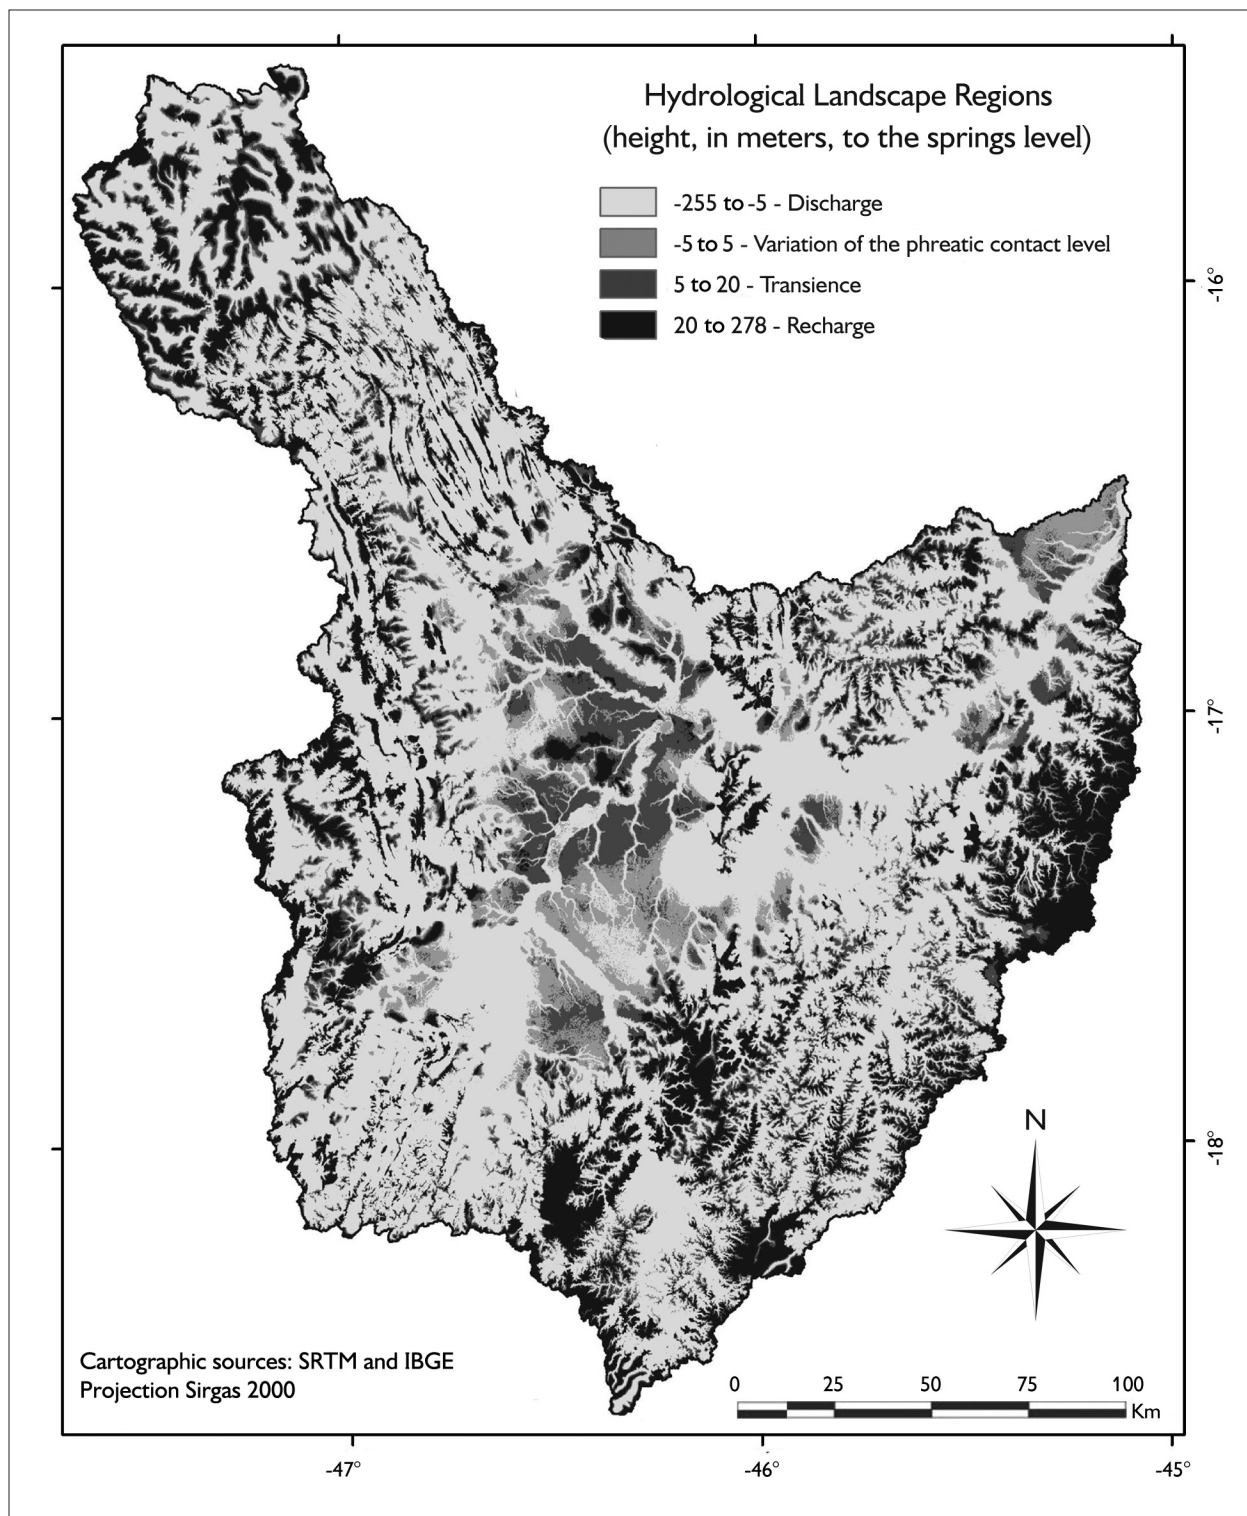 Hydrological Landscape Regions
(height, in meters, to the springs level)
-255 to -5 - Discharge
-5 to 5 - Variation of the phreatic contact level
5 to 20 - Transience
20 to 278 - Recharge
-16°
-17°
-18°
N
Cartographic sources: SRTM and IBGE
Projection Sirgas 2000
0 25 50 75 100
Km
-47° -46° -45°